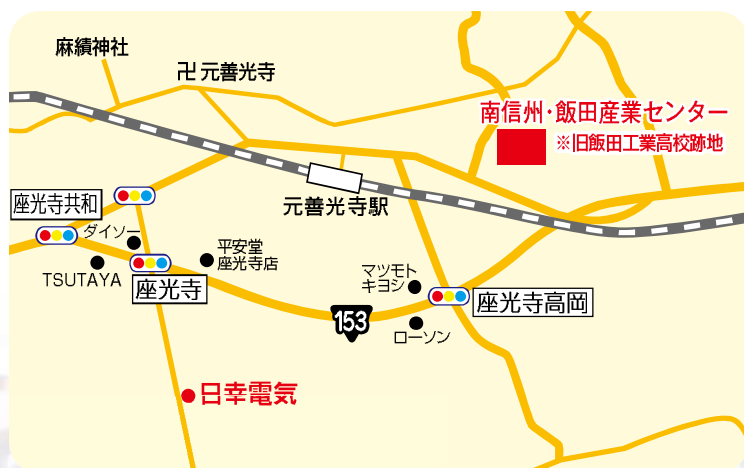 麻績神社
卍元善光寺
南信州・飯田産業センター
※旧飯田工業高校跡地
座光寺共和
元善光寺駅
ダイソー
平安堂
座光寺店
TSUTAYA
座光寺
マツモト
キヨシ
座光寺高岡
153
ローソン
日幸電気